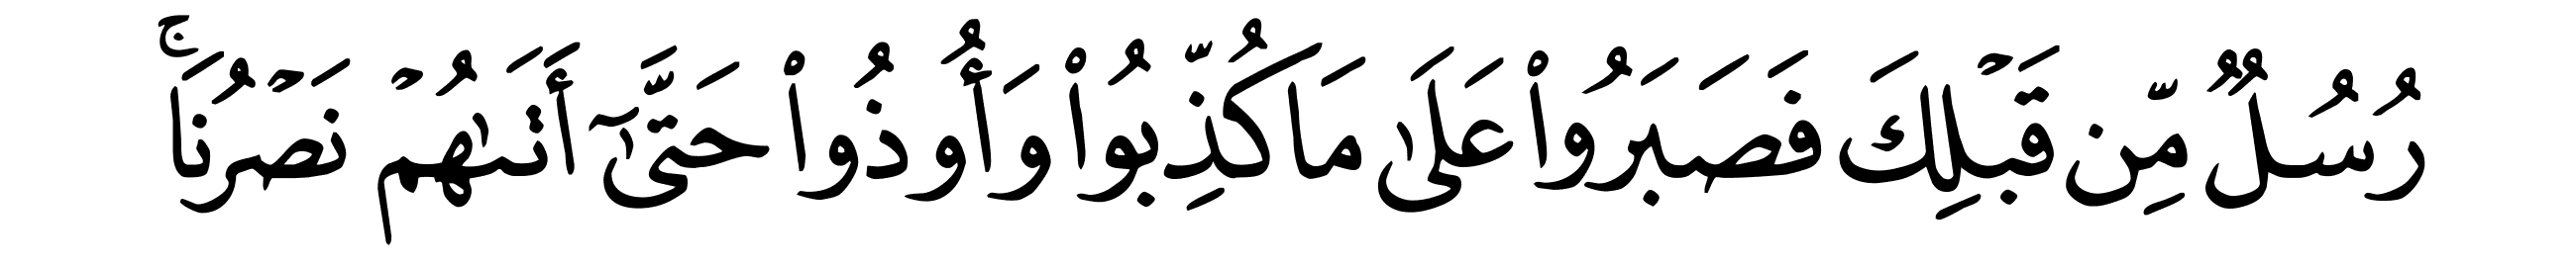 رُسُلٌ مِّن قَبْلِكَ فَصَبَرُوا۟ عَلَىٰ مَا كُذِّبُوا۟ وَأُوذُوا۟ حَتَّىٰٓ أَتَىٰهُمْ نَصْرُنَا ۚ